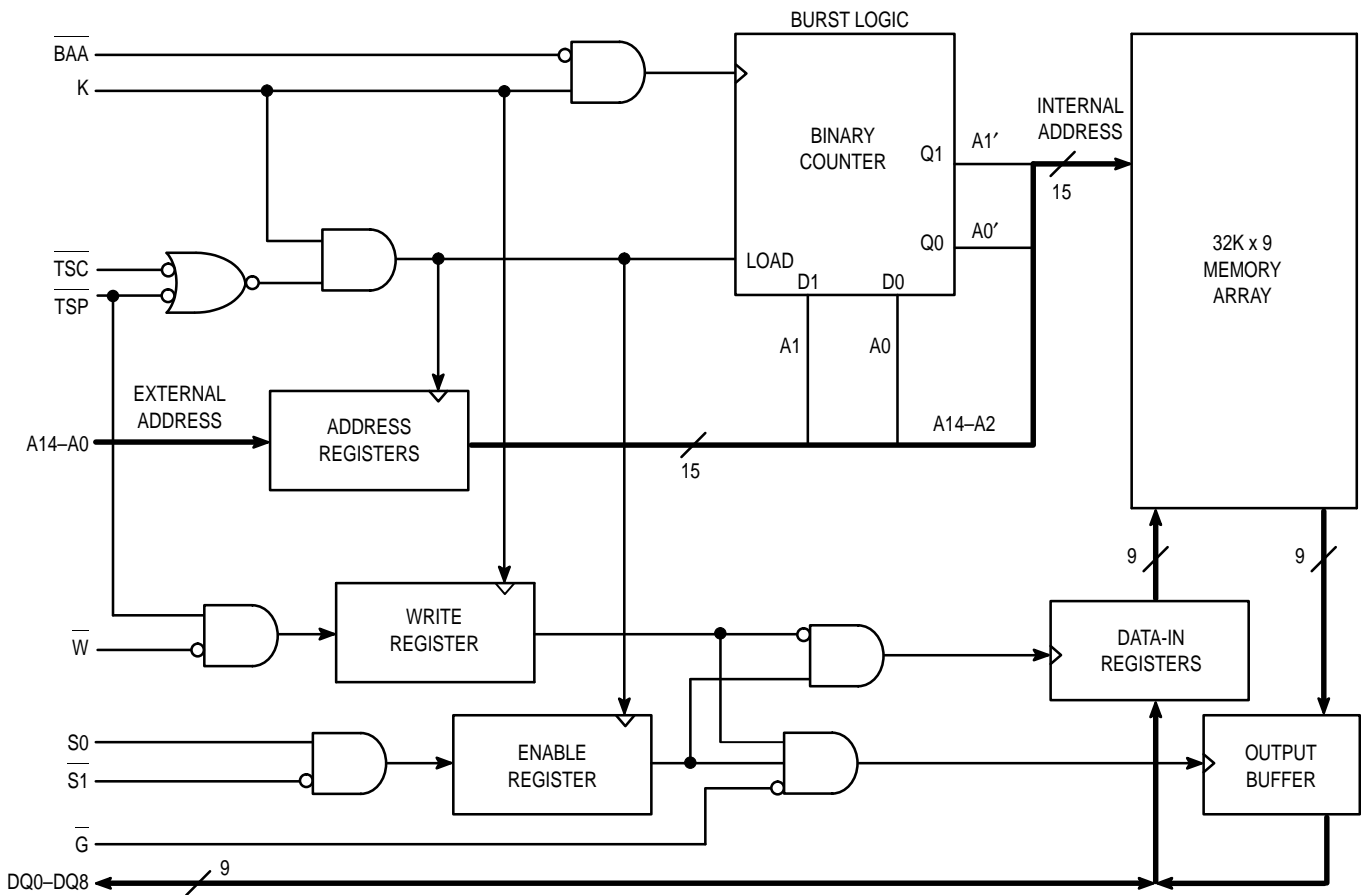 BURST LOGIC
BAA
K
BINARY
COUNTER
Q1
A1′
INTERNAL
ADDRESS
15
Q0
A0′
32K x 9
MEMORY
ARRAY
TSC
TSP
LOAD
D1
D0
A1
A0
EXTERNAL
ADDRESS
A14–A0
ADDRESS
REGISTERS
15
A14–A2
9
9
W
WRITE
REGISTER
DATA-IN
REGISTERS
S0
S1
ENABLE
REGISTER
OUTPUT
BUFFER
G
DQ0–DQ8
9